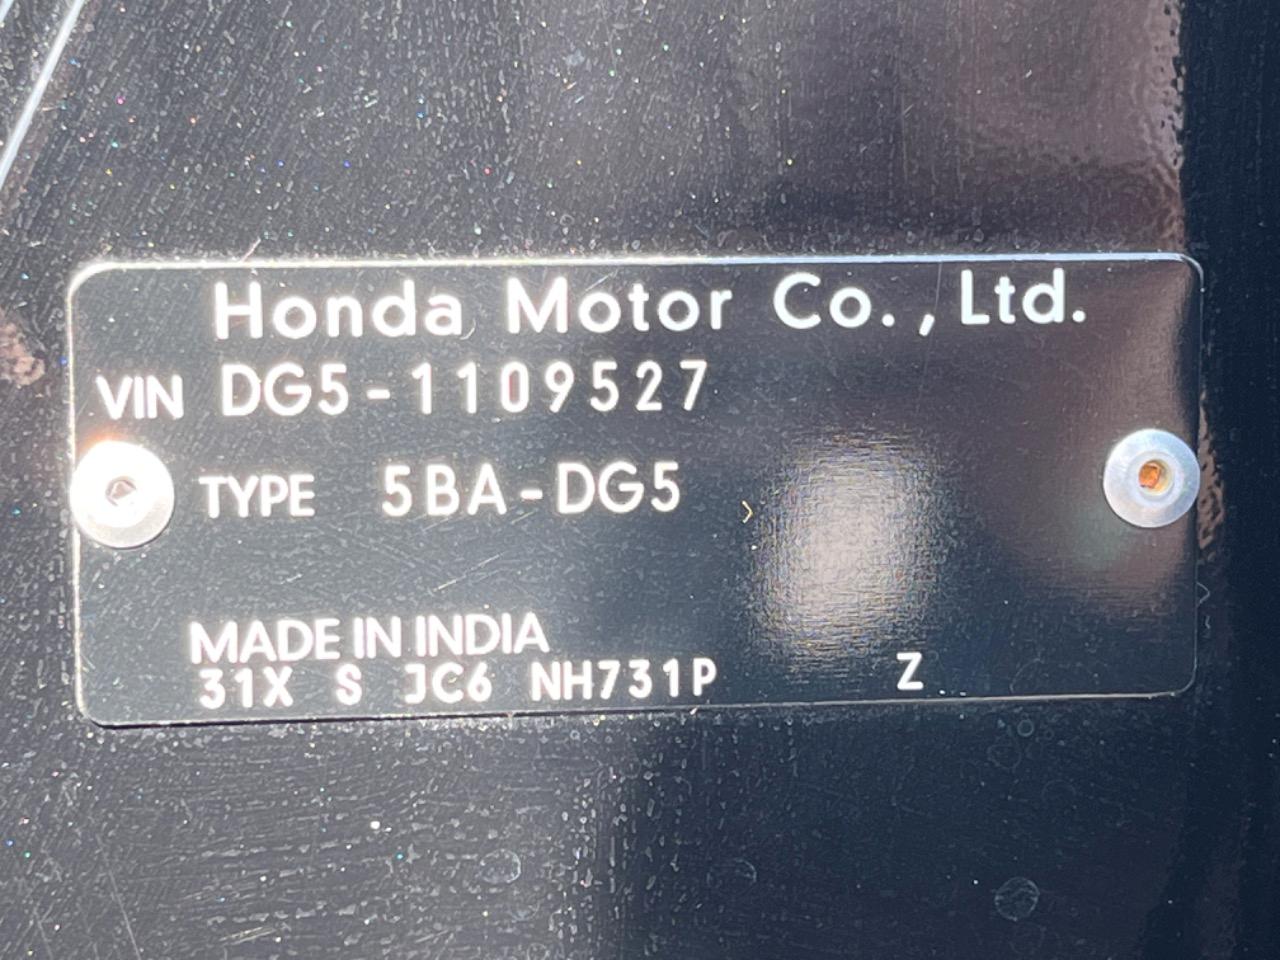 Honda Motor Co., Ltd.
VIN DG5-1109527
TYPE 5BA-DG5
MADE IN INDIA
31X S JC6 NH731P Z